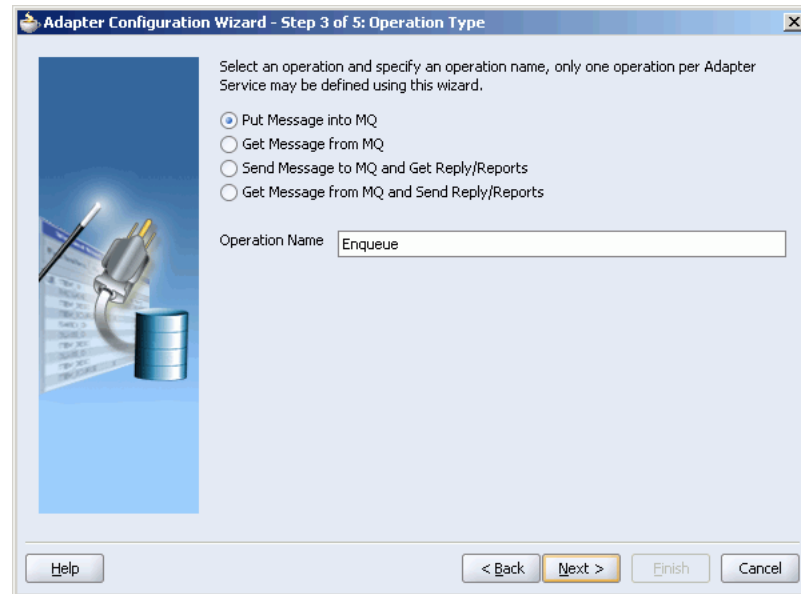 Adapter Configuration Wizard - Step 3 of 5: Operation Type
Select an operation and specify an operation name, only one operation per Adapter
Service may be defined using this wizard.
Put Message into MQ
Get Message from MQ
Send Message to MQ and Get Reply/Reports
Get Message from MQ and Send Reply/Reports
Operation Name Enqueue
Help < Back Next > Finish Cancel